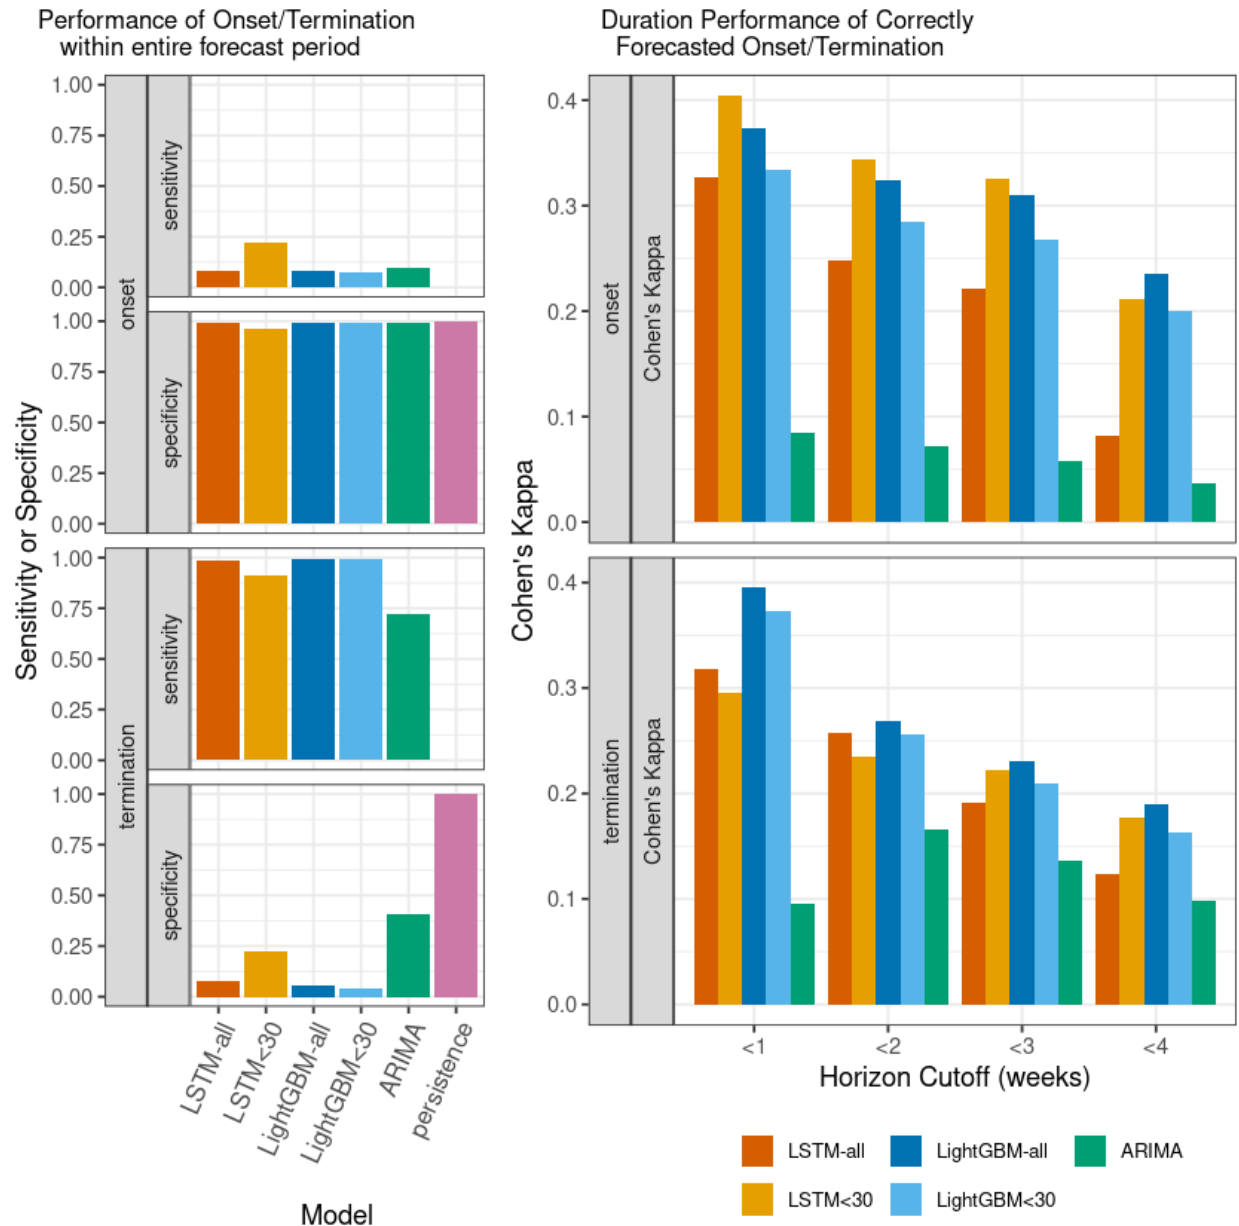 Performance of Onset/Termination
within entire forecast period
Sensitivity or Specificity
onset
sensitivity
1.00
0.75
0.50
0.25
0.00
specificity
1.00
0.75
0.50
0.25
0.00
termination
sensitivity
1.00
0.75
0.50
0.25
0.00
specificity
1.00
0.75
0.50
0.25
0.00
LSTM-all
LSTM<30
LightGBM-all
LightGBM<30
ARIMA
persistence
Model
Duration Performance of Correctly
Forecasted Onset/Termination
Cohen's Kappa
onset
Cohen's Kappa
0.4
0.3
0.2
0.1
0.0
termination
Cohen's Kappa
0.4
0.3
0.2
0.1
0.0
<1
<2
<3
<4
Horizon Cutoff (weeks)
LSTM-all
LightGBM-all
ARIMA
LSTM<30
LightGBM<30